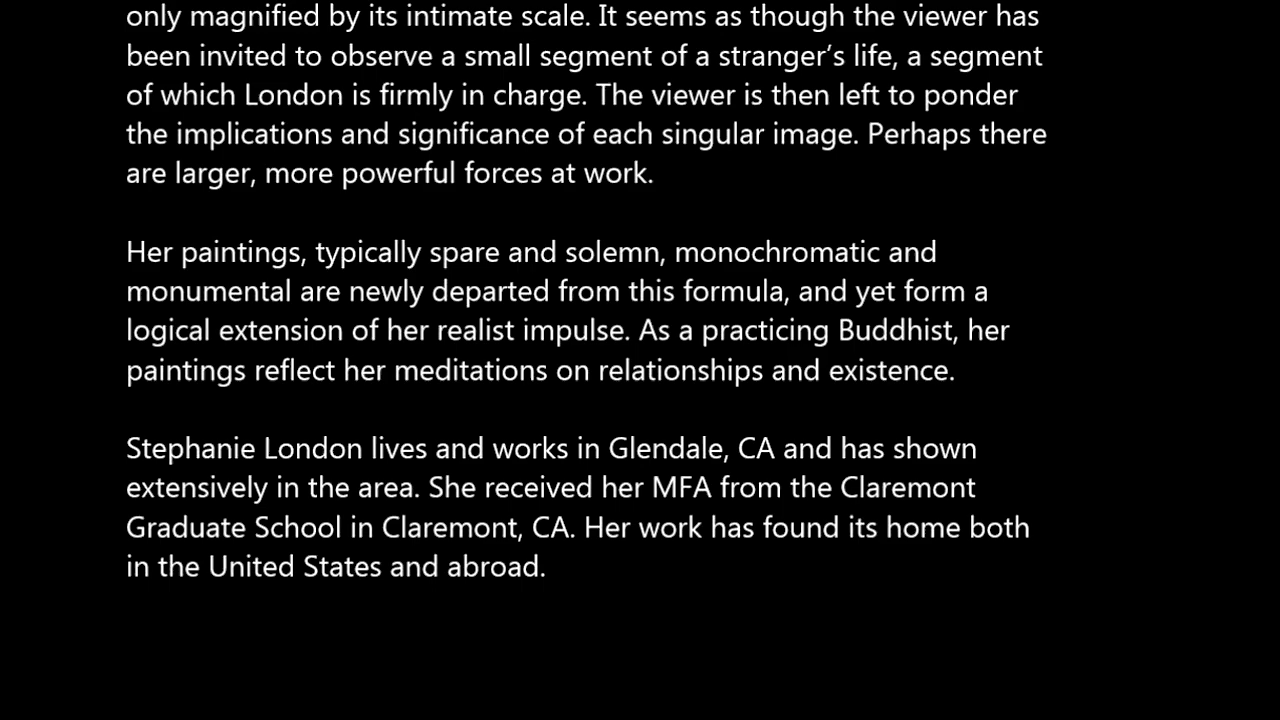 only magnified by its intimate scale. It seems as though the viewer has
been invited to observe a small segment of a stranger’s life, a segment
of which London is firmly in charge. The viewer is then left to ponder
the implications and significance of each singular image. Perhaps there
are larger, more powerful forces at work.
Her paintings, typically spare and solemn, monochromatic and
monumental are newly departed from this formula, and yet form a
logical extension of her realist impulse. As a practicing Buddhist, her
paintings reflect her meditations on relationships and existence.
Stephanie London lives and works in Glendale, CA and has shown
extensively in the area. She received her MFA from the Claremont
Graduate School in Claremont, CA. Her work has found its home both
in the United States and abroad.